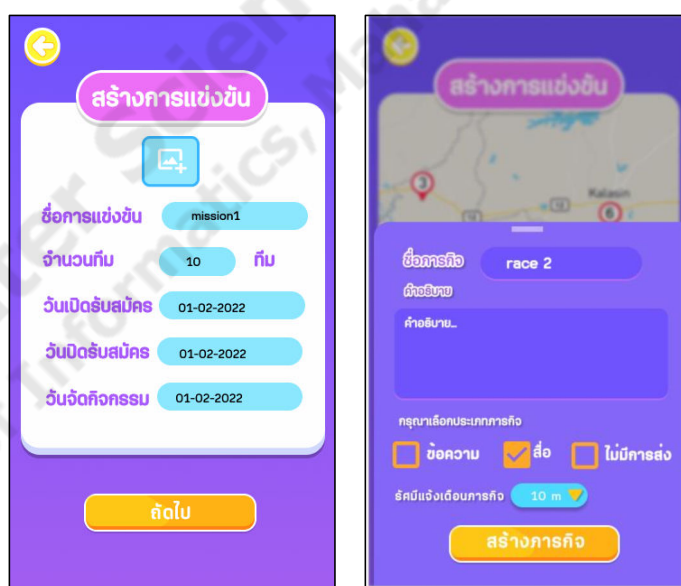 สร้างการแข่งขัน
ชื่อการแข่งขัน mission1
จำนวนทีม 10 ทีม
วันเปิดรับสมัคร 01-02-2022
วันปิดรับสมัคร 01-02-2022
วันจัดกิจกรรม 01-02-2022
ถัดไป
สร้างการแข่งขัน
3
Kalasin
6
ชื่อภารกิจ race 2
คำอธิบาย
คำอธิบาย..
กรุณาเลือกประเภทภารกิจ
ข้อความ สื่อ ไม่มีการส่ง
รัศมีแจ้งเตือนภารกิจ 10 m
สร้างภารกิจ